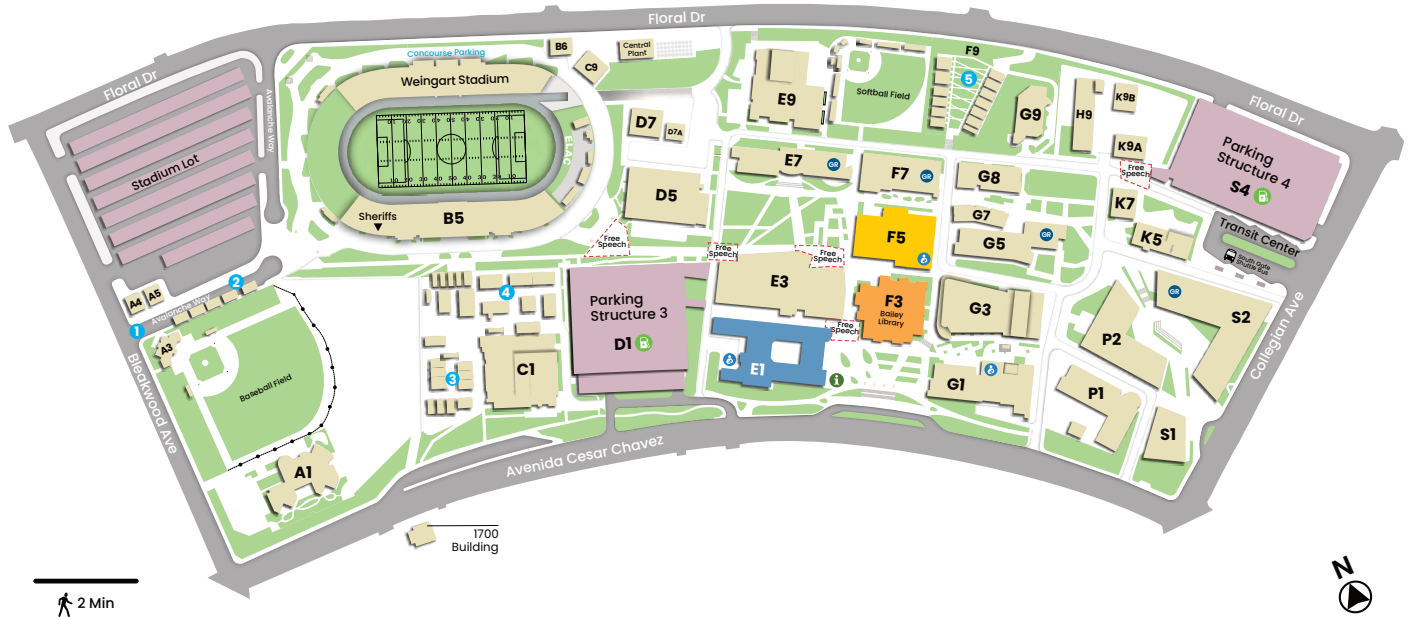 Floral Dr
Floral Dr
Floral Dr
Concourse Parking
Weingart Stadium
B6
C9
Central
Plant
F9
5
E9
Softball Field
G9
H9
K9B
K9A
Parking
Structure 4
S4
Stadium Lot
Avalanche Way
ELAC
D7
D7A
E7
GR
F7
GR
G8
Free
Speech
D5
Sheriffs
B5
G7
G5
GR
K7
K5
Transit Center
South Gate
Shuttle Bus
F5
Free
Speech
Free
Speech
Free
Speech
E3
F3
Bailey
Library
G3
GR
S2
P2
A4
A5
2
Avalanche Way
1
A3
4
Parking
Structure 3
D1
Free
Speech
Baseball Field
3
C1
E1
i
G1
P1
S1
Collegian Ave
Bleakwood Ave
A1
Avenida Cesar Chavez
1700
Building
2 Min
N